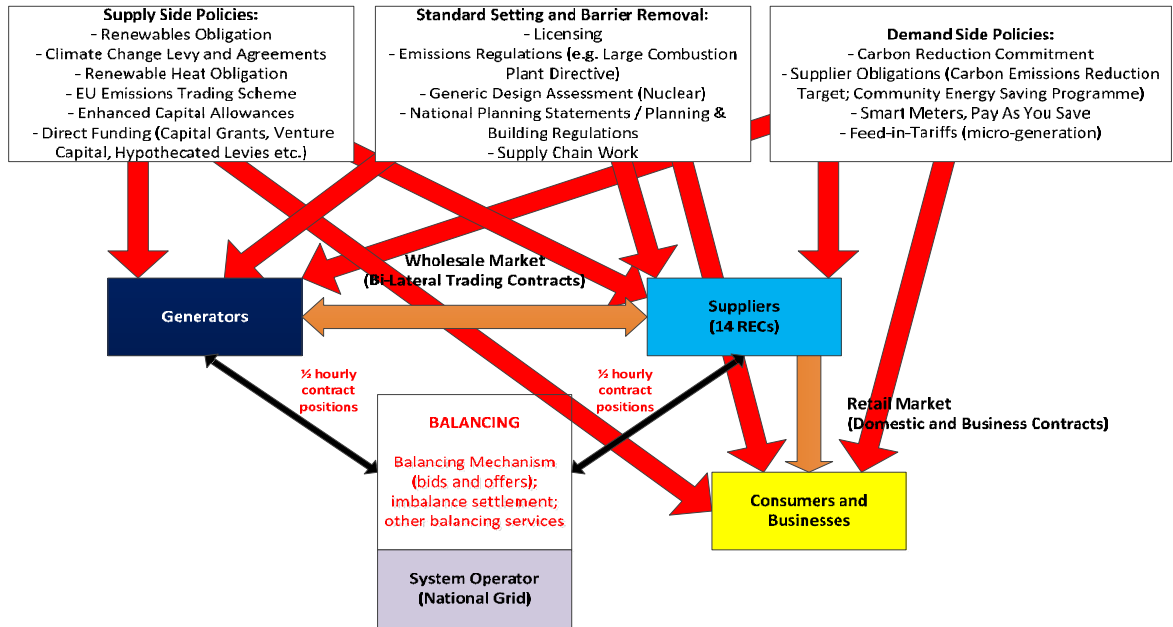 Supply Side Policies:
- Renewables Obligation
- Climate Change Levy and Agreements
- Renewable Heat Obligation
- EU Emissions Trading Scheme
- Enhanced Capital Allowances
- Direct Funding (Capital Grants, Venture
Capital, Hypothecated Levies etc.)
Standard Setting and Barrier Removal:
- Licensing
- Emissions Regulations (e.g. Large Combustion
Plant Directive)
- Generic Design Assessment (Nuclear)
- National Planning Statements / Planning &
Building Regulations
- Supply Chain Work
Demand Side Policies:
- Carbon Reduction Commitment
- Supplier Obligations (Carbon Emissions Reduction
Target; Community Energy Saving Programme)
- Smart Meters, Pay As You Save
- Feed-in-Tariffs (micro-generation)
Wholesale Market
(Bi-Lateral Trading Contracts)
Generators
Suppliers
(14 RECs)
½ hourly
contract
positions
½ hourly
contract
positions
Retail Market
(Domestic and Business Contracts)
BALANCING
Balancing Mechanism
(bids and offers);
imbalance settlement;
other balancing services
Consumers and
Businesses
System Operator
(National Grid)